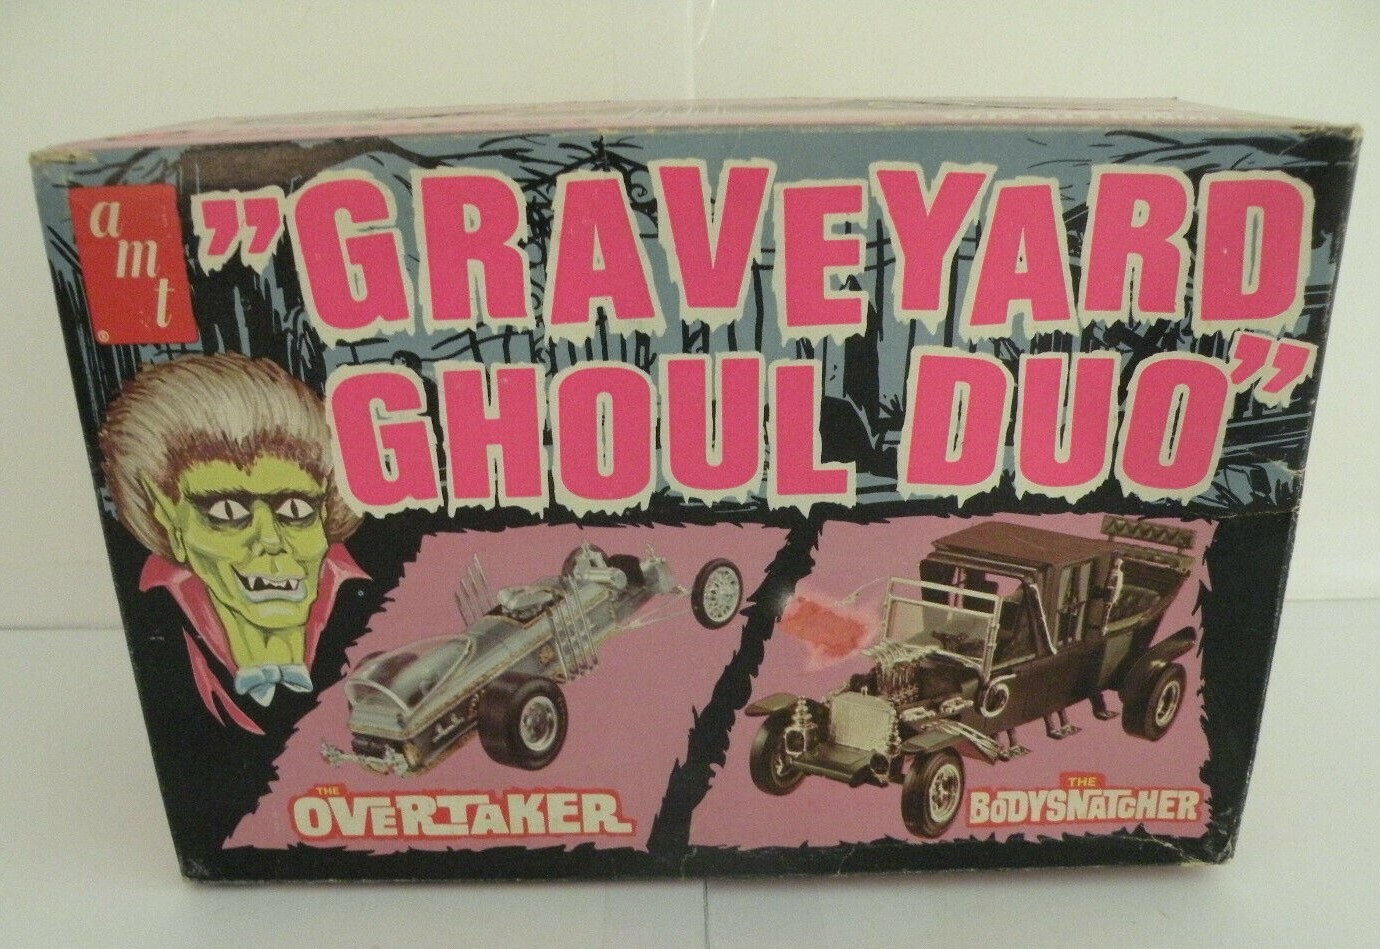 amt
®
"GRAVEYARD
GHOUL DUO"
THE
OVERTAKER
THE
BODYSNATCHER